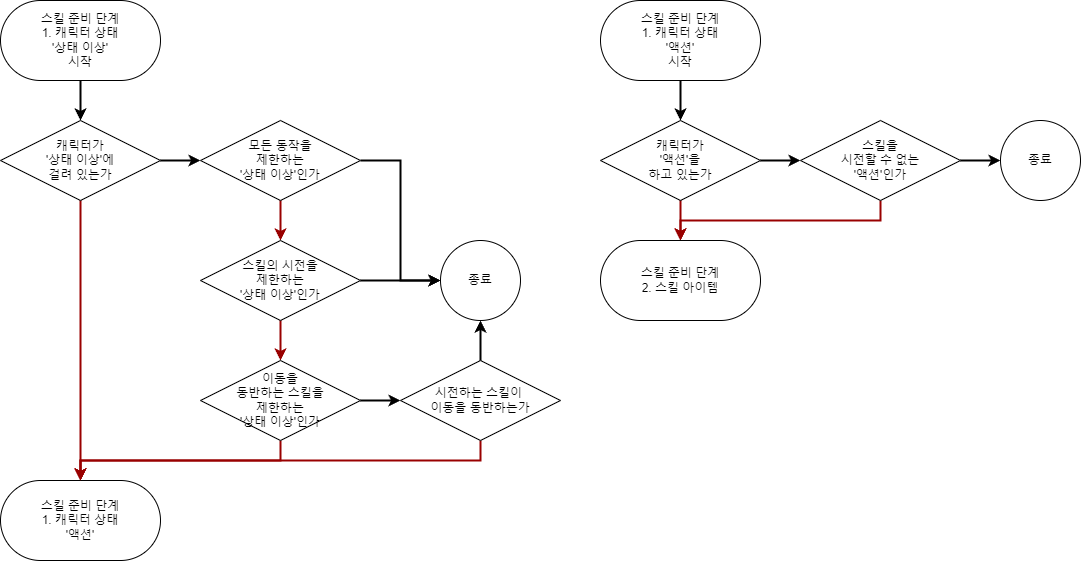 스킬 준비 단계
1. 캐릭터 상태
'상태 이상'
시작
캐릭터가
'상태 이상'에
걸려 있는가
모든 동작을
제한하는
'상태 이상'인가
스킬의 시전을
제한하는
'상태 이상'인가
종료
이동을
동반하는 스킬을
제한하는
'상태 이상'인가
시전하는 스킬이
이동을 동반하는가
스킬 준비 단계
1. 캐릭터 상태
'액션'
스킬 준비 단계
1. 캐릭터 상태
'액션'
시작
캐릭터가
'액션'을
하고 있는가
스킬을
시전할 수 없는
'액션'인가
종료
스킬 준비 단계
2. 스킬 아이템